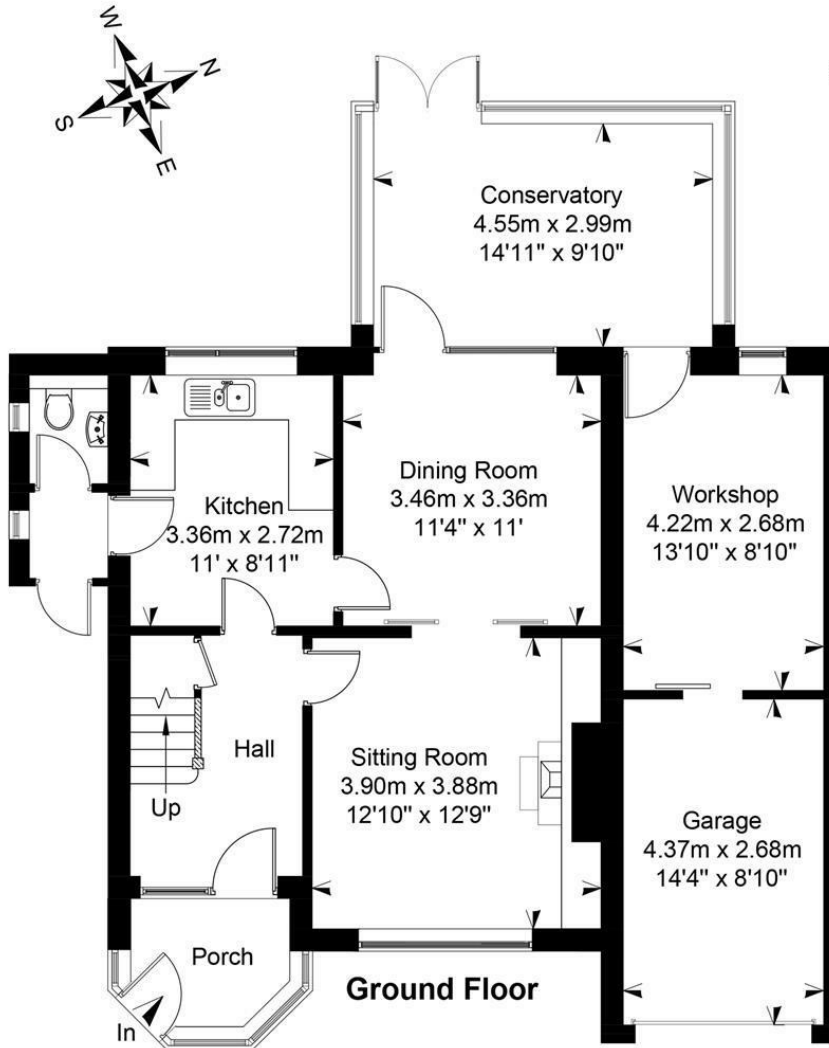 W
N
S
E
Conservatory
4.55m x 2.99m
14'11" x 9'10"
Kitchen
3.36m x 2.72m
11' x 8'11"
Dining Room
3.46m x 3.36m
11'4" x 11'
Workshop
4.22m x 2.68m
13'10" x 8'10"
Hall
Up
Sitting Room
3.90m x 3.88m
12'10" x 12'9"
Garage
4.37m x 2.68m
14'4" x 8'10"
Porch
In
Ground Floor